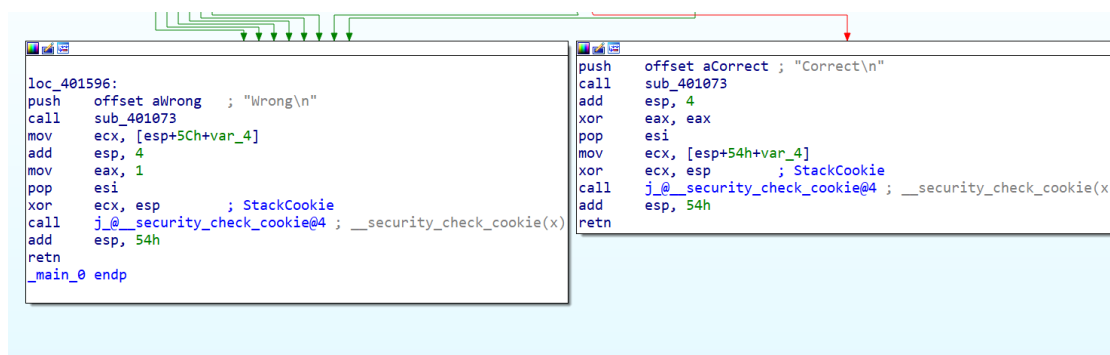 loc_401596:
push offset aWrong ; "Wrong\n"
call sub_401073
mov ecx, [esp+5Ch+var_4]
add esp, 4
mov eax, 1
pop esi
xor ecx, esp ; StackCookie
call j_@__security_check_cookie@4 ; __security_check_cookie(x)
add esp, 54h
retn
_main_0 endp
push offset aCorrect ; "Correct\n"
call sub_401073
add esp, 4
xor eax, eax
pop esi
mov ecx, [esp+54h+var_4]
xor ecx, esp ; StackCookie
call j_@__security_check_cookie@4 ; __security_check_cookie(x
add esp, 54h
retn